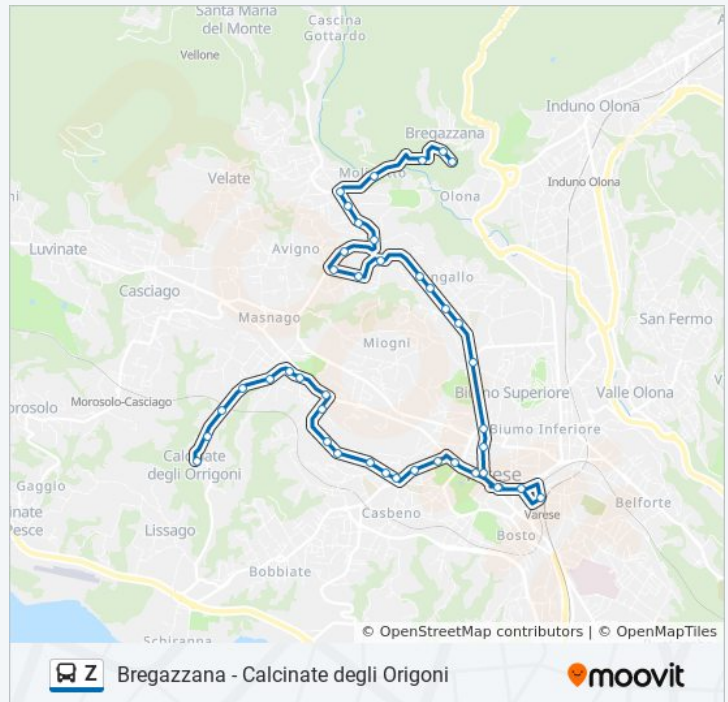 Santa Maria
del Monte
Cascina
Gottardo
Vellone
Induno Olona
Bregazzana
Velate
Induno Olona
Olona
Luvinate
Avigno
Casciago
San Fermo
Masnago
Miogni
Morosolo-Casciago
Biumo Superiore
Valle Olona
Biumo Inferiore
degli Orrigoni
Gaggio
Belforte
Varese
Casbeno
Lissago
Bosto
Bobbiate
Schiranna
© OpenStreetMap contributors | © OpenMapTiles
Z Bregazzana - Calcinate degli Origoni
moovit